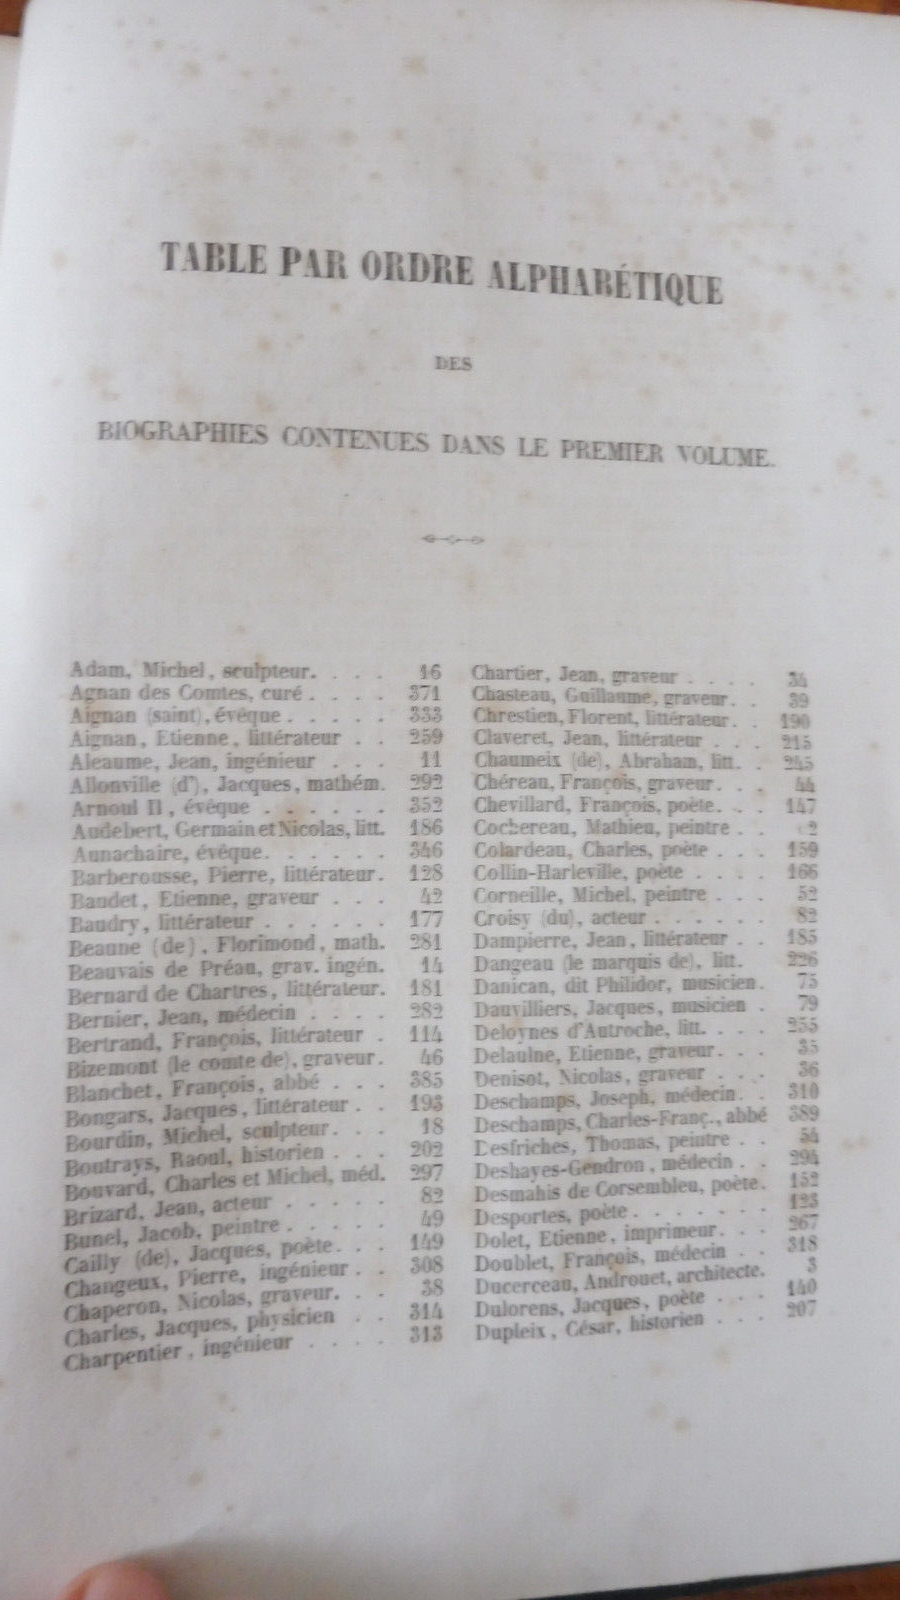 TABLE PAR ORDRE ALPHABÉTIQUE
DES
BIOGRAPHIES CONTENUES DANS LE PREMIER VOLUME.
Adam, Michel, sculpteur. . . . 16
Agnan des Comtes, curé . . . . 371
Aignan (saint), évêque . . . . . 333
Aignan, Etienne, littérateur . . 259
Aleaume, Jean, ingénieur . . . 11
Allonville (d'), Jacques, mathém. 292
Arnoul II, évêque . . . . . . 352
Audebert, Germain et Nicolas, litt. 186
Aunachaire, évêque. . . . . . 346
Barberousse, Pierre, littérateur. 128
Baudet, Etienne, graveur . . . 42
Baudry, littérateur . . . . . . 177
Beaune (de), Florimond, math. 281
Beauvais de Préau, grav. ingén. 14
Bernard de Chartres, littérateur. 181
Bernier, Jean, médecin . . . . 282
Bertrand, François, littérateur . 114
Bizemont (le comte de), graveur. 46
Blanchet, François, abbé . . . 385
Bongars, Jacques, littérateur . . 193
Bourdin, Michel, sculpteur. . . 18
Boutrays, Raoul, historien . . . 202
Bouvard, Charles et Michel, méd. 297
Brizard, Jean, acteur . . . . . 82
Bunel, Jacob, peintre . . . . . 49
Cailly (de), Jacques, poète. . . 149
Changeux, Pierre, ingénieur . . 308
Chaperon, Nicolas, graveur. . . 38
Charles, Jacques, physicien . . 314
Charpentier, ingénieur . . . . 313
Chartier, Jean, graveur . . . . 34
Chasteau, Guillaume, graveur. . 39
Chrestien, Florent, littérateur. . 190
Claveret, Jean, littérateur . . . 215
Chaumeix (de), Abraham, litt. . 245
Chéreau, François, graveur. . . 44
Chevillard, François, poète. . . 147
Cochereau, Mathieu, peintre . .
Colardeau, Charles, poète . . . 159
Collin-Harleville, poète . . . . 166
Corneille, Michel, peintre . . . 52
Croisy (du), acteur . . . . . . 82
Dampierre, Jean, littérateur . . 185
Dangeau (le marquis de), litt. 226
Danican, dit Philidor, musicien. 75
Dauvilliers, Jacques, musicien . 79
Deloynes d'Autroche, litt. . . . 255
Delaulne, Etienne, graveur. . . 35
Denisot, Nicolas, graveur . . . 36
Deschamps, Joseph, médecin. . 310
Deschamps, Charles-Franç., abbé 389
Desfriches, Thomas, peintre . . 54
Deshayes-Gendron, médecin . . 294
Desmahis de Corsembleu, poète. 152
Desportes, poète. . . . . . . 123
Dolet, Etienne, imprimeur. . . 267
Doublet, François, médecin . . 318
Ducerceau, Androuet, architecte. 3
Dulorens, Jacques, poète . . . 140
Dupleix, César, historien . . . 207